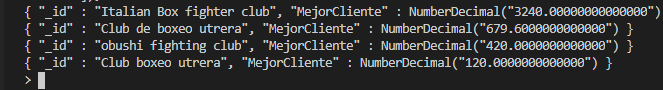 { "_id" : "Italian Box fighter club", "MejorCliente" : NumberDecimal("3240.00000000000000") }
{ "_id" : "Club de boxeo utrera", "MejorCliente" : NumberDecimal("679.6000000000000") }
{ "_id" : "obushi fighting club", "MejorCliente" : NumberDecimal("420.0000000000000") }
{ "_id" : "Club boxeo utrera", "MejorCliente" : NumberDecimal("120.0000000000000") }
>